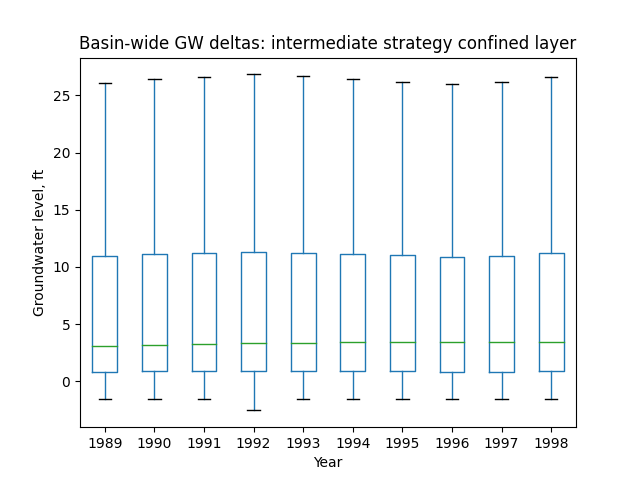 Basin-wide GW deltas: intermediate strategy confined layer
25
20
15
10
5
0
Groundwater level, ft
1989 1990 1991 1992 1993 1994 1995 1996 1997 1998
Year